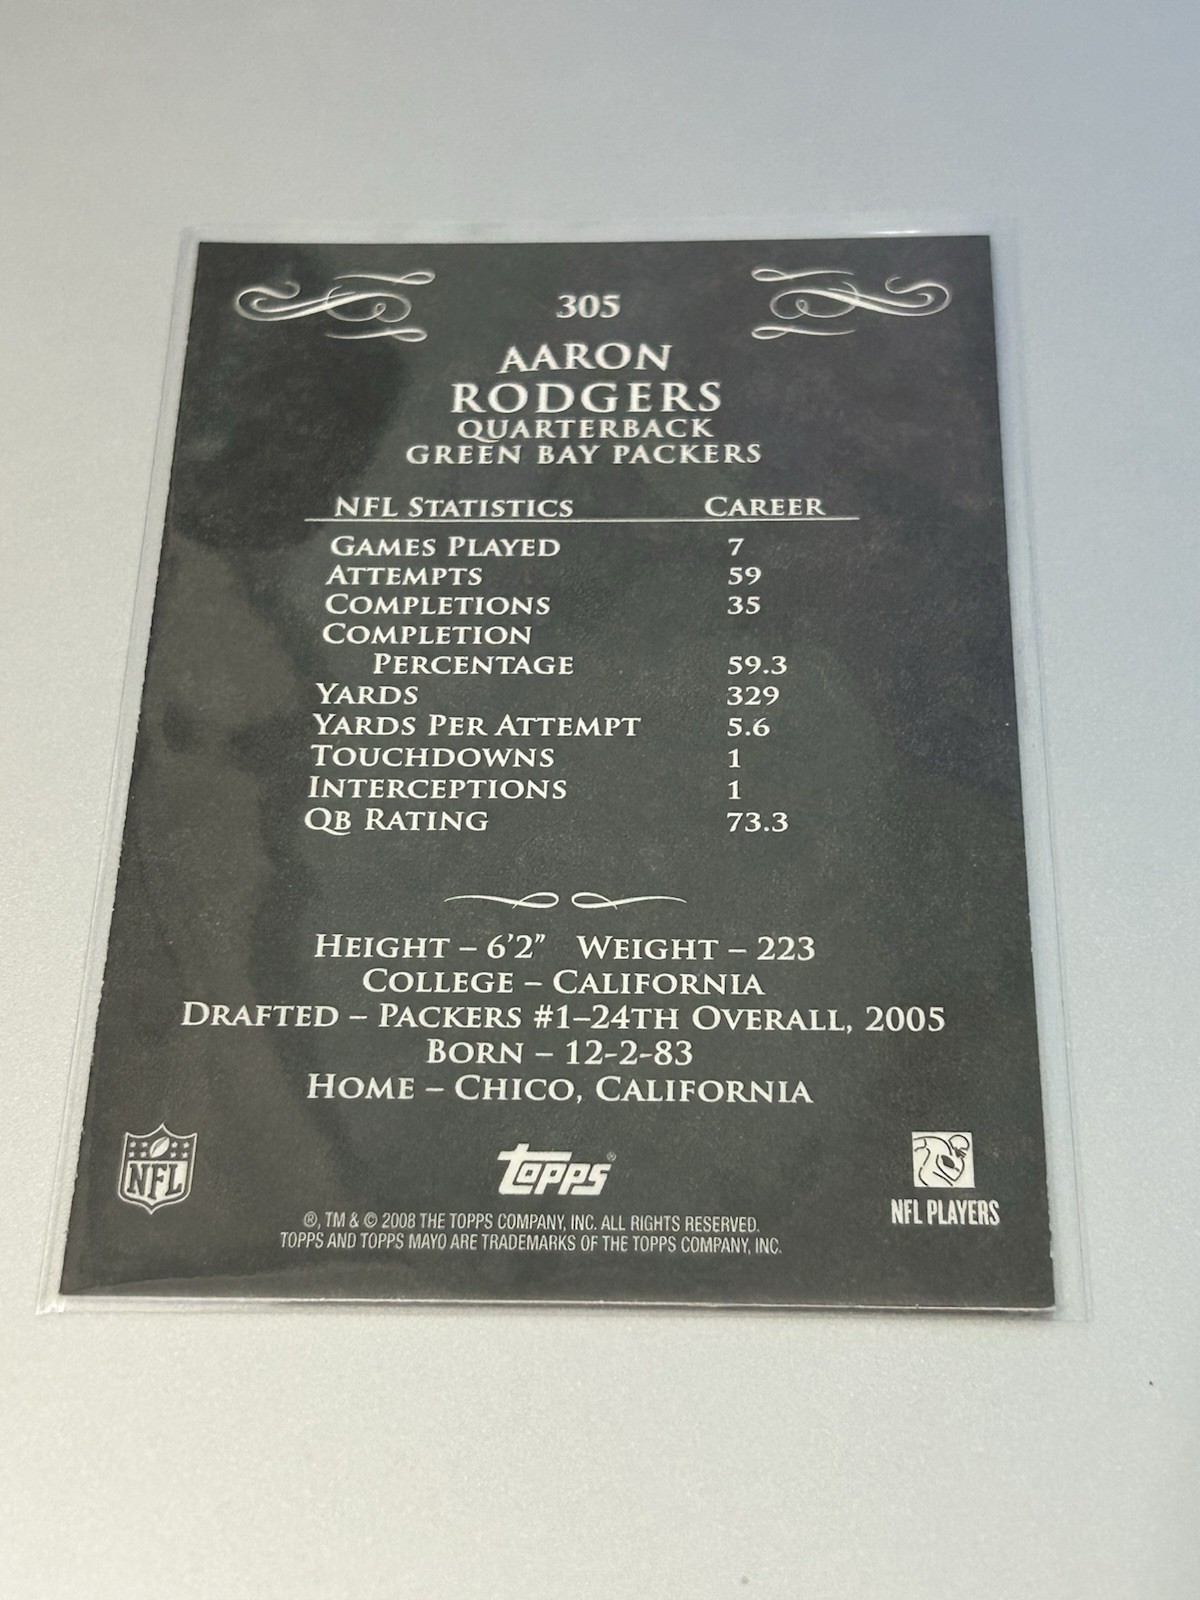 305
AARON
RODGERS
QUARTERBACK
GREEN BAY PACKERS
NFL STATISTICS CAREER
GAMES PLAYED 7
ATTEMPTS 59
COMPLETIONS 35
COMPLETION
PERCENTAGE 59.3
YARDS 329
YARDS PER ATTEMPT 5.6
TOUCHDOWNS 1
INTERCEPTIONS 1
QB RATING 73.3
HEIGHT – 6'2" WEIGHT – 223
COLLEGE – CALIFORNIA
DRAFTED – PACKERS #1–24TH OVERALL, 2005
BORN – 12-2-83
HOME – CHICO, CALIFORNIA
NFL
Topps®
NFL PLAYERS
®, TM & © 2008 THE TOPPS COMPANY, INC. ALL RIGHTS RESERVED.
TOPPS AND TOPPS MAYO ARE TRADEMARKS OF THE TOPPS COMPANY, INC.